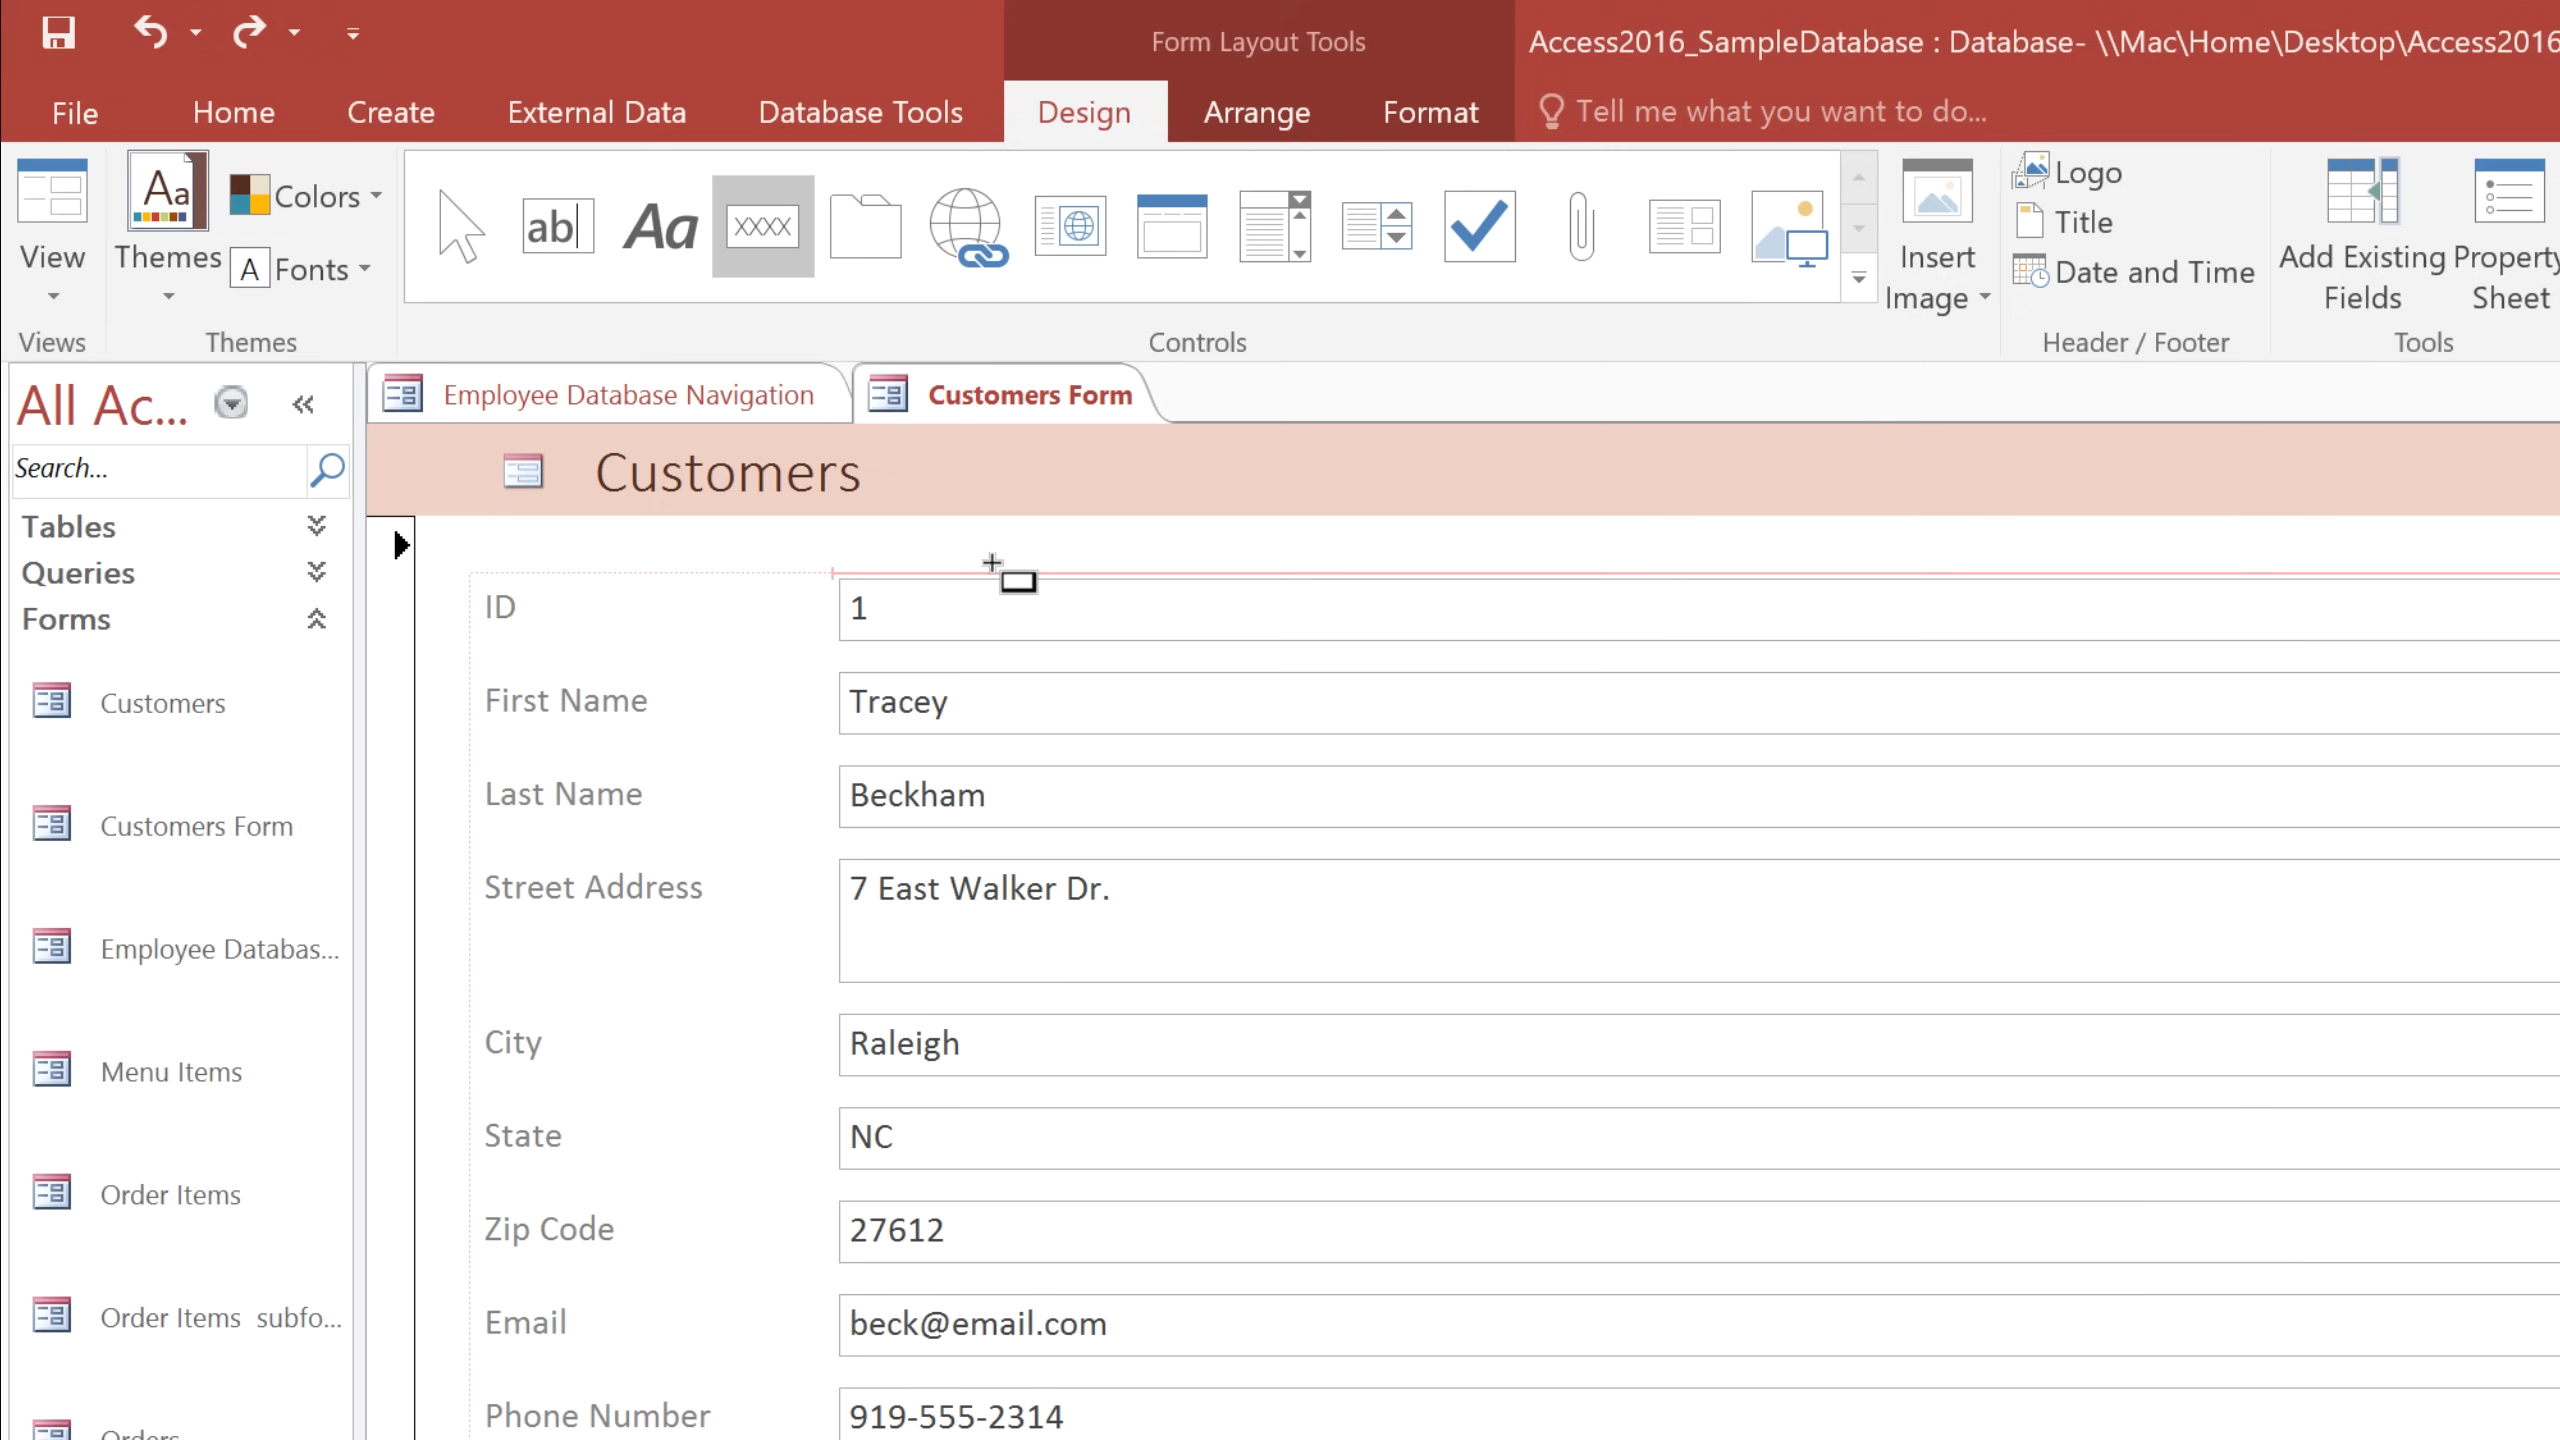 Form Layout Tools
Access2016_SampleDatabase : Database- \\Mac\Home\Desktop\Access2016
File Home Create External Data Database Tools Design Arrange Format Tell me what you want to do...
View
Views
Aa
Themes
Colors
A Fonts
Themes
ab Aa XXXX
Controls
Insert
Image
Logo
Title
Date and Time
Header / Footer
Add Existing
Fields
Property
Sheet
Tools
All Ac...
Search...
Tables
Queries
Forms
Customers
Customers Form
Employee Databas...
Menu Items
Order Items
Order Items subfo...
Orders
Employee Database Navigation Customers Form
Customers
ID 1
First Name Tracey
Last Name Beckham
Street Address 7 East Walker Dr.
City Raleigh
State NC
Zip Code 27612
Email beck@email.com
Phone Number 919-555-2314